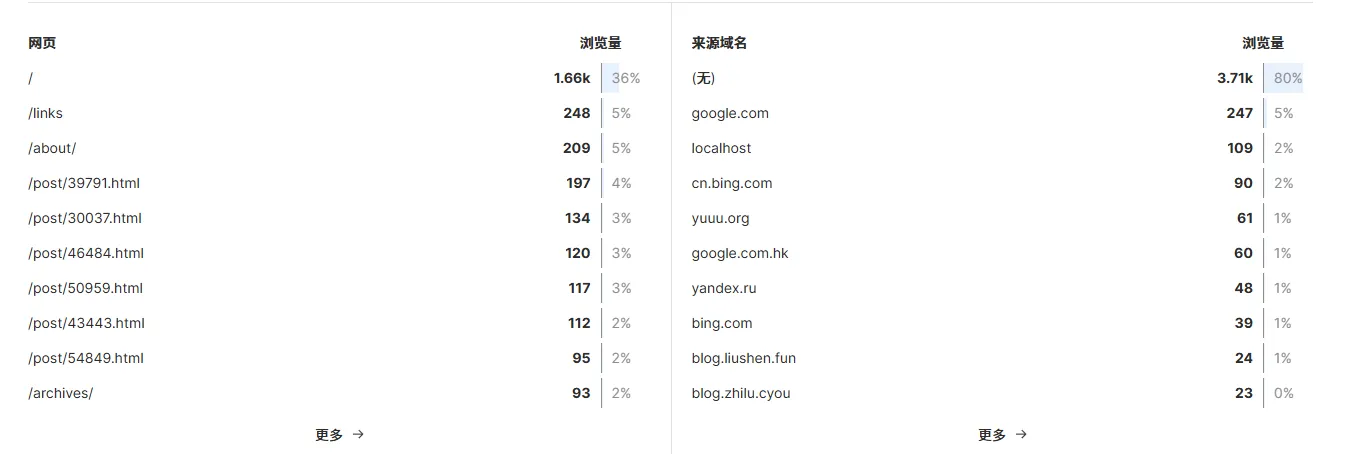 网页 浏览量
/ 1.66k 36%
/links 248 5%
/about/ 209 5%
/post/39791.html 197 4%
/post/30037.html 134 3%
/post/46484.html 120 3%
/post/50959.html 117 3%
/post/43443.html 112 2%
/post/54849.html 95 2%
/archives/ 93 2%
更多 →
来源域名 浏览量
(无) 3.71k 80%
google.com 247 5%
localhost 109 2%
cn.bing.com 90 2%
yuuu.org 61 1%
google.com.hk 60 1%
yandex.ru 48 1%
bing.com 39 1%
blog.liushen.fun 24 1%
blog.zhilu.cyou 23 0%
更多 →